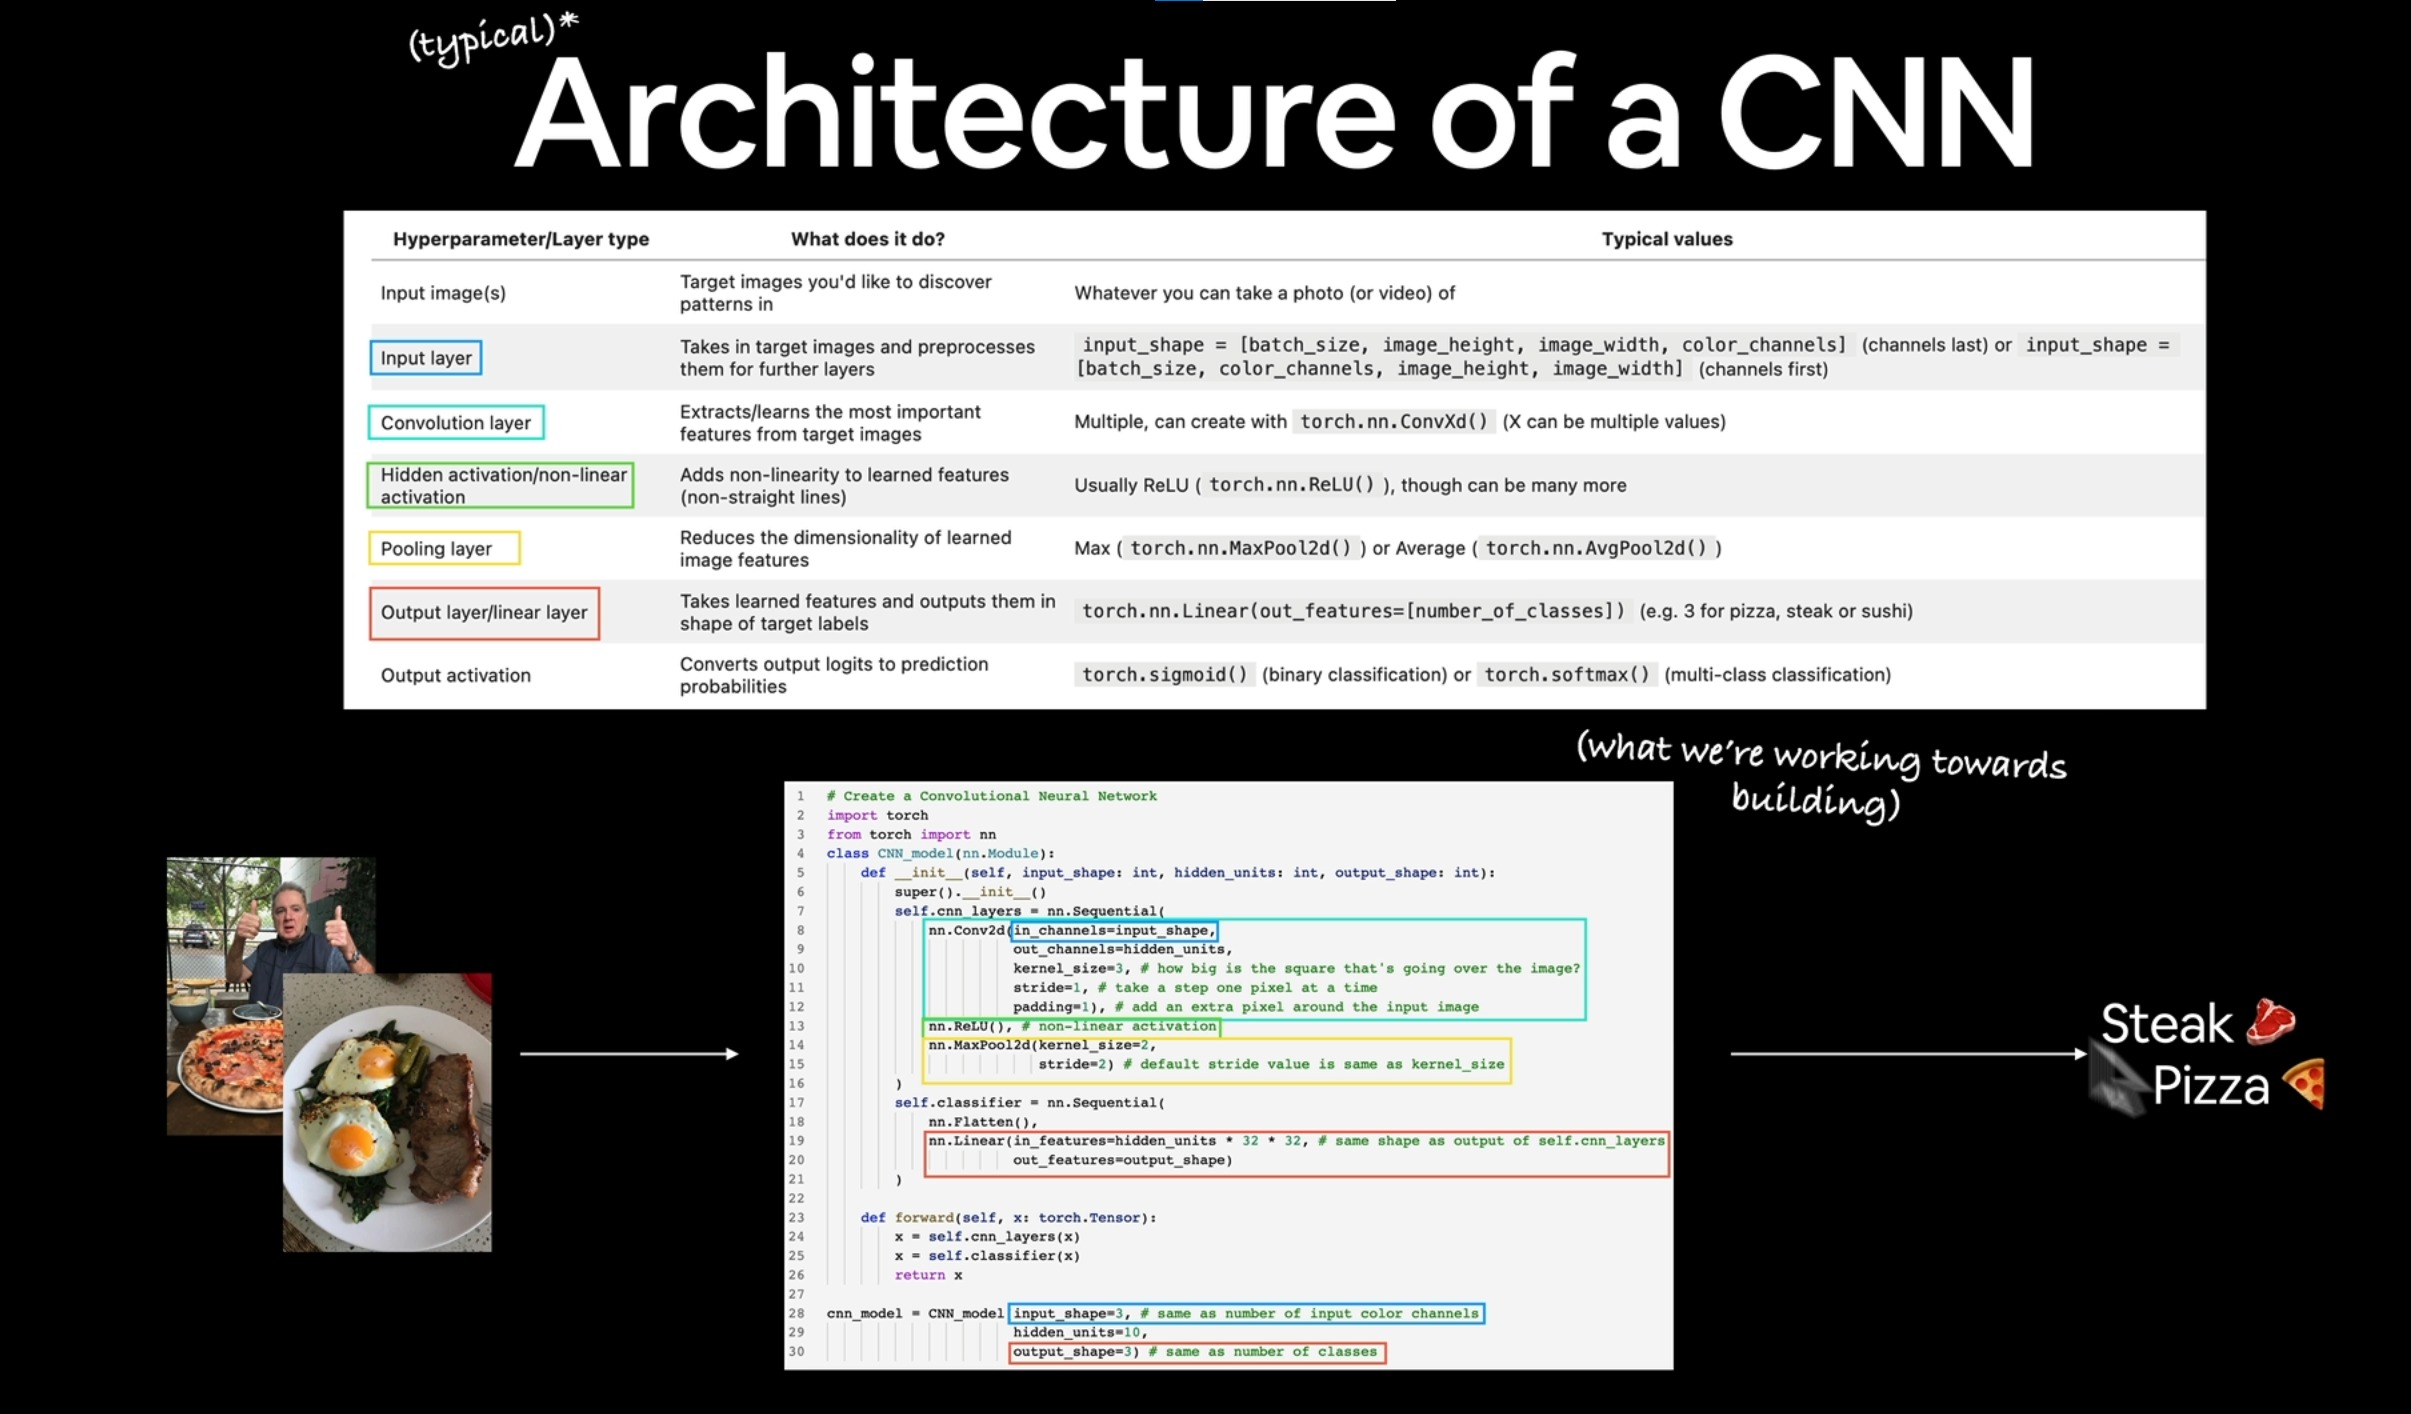 (typical)*
Architecture of a CNN
Hyperparameter/Layer type What does it do? Typical values
Input image(s) Target images you'd like to discover patterns in Whatever you can take a photo (or video) of
Input layer Takes in target images and preprocesses them for further layers input_shape = [batch_size, image_height, image_width, color_channels] (channels last) or input_shape = [batch_size, color_channels, image_height, image_width] (channels first)
Convolution layer Extracts/learns the most important features from target images Multiple, can create with torch.nn.ConvXd() (X can be multiple values)
Hidden activation/non-linear activation Adds non-linearity to learned features (non-straight lines) Usually ReLU ( torch.nn.ReLU() ), though can be many more
Pooling layer Reduces the dimensionality of learned image features Max ( torch.nn.MaxPool2d() ) or Average ( torch.nn.AvgPool2d() )
Output layer/linear layer Takes learned features and outputs them in shape of target labels torch.nn.Linear(out_features=[number_of_classes]) (e.g. 3 for pizza, steak or sushi)
Output activation Converts output logits to prediction probabilities torch.sigmoid() (binary classification) or torch.softmax() (multi-class classification)
(what we're working towards
building)
1 # Create a Convolutional Neural Network
2 import torch
3 from torch import nn
4 class CNN_model(nn.Module):
5 def __init__(self, input_shape: int, hidden_units: int, output_shape: int):
6 super().__init__()
7 self.cnn_layers = nn.Sequential(
8 nn.Conv2d(in_channels=input_shape,
9 out_channels=hidden_units,
10 kernel_size=3, # how big is the square that's going over the image?
11 stride=1, # take a step one pixel at a time
12 padding=1), # add an extra pixel around the input image
13 nn.ReLU(), # non-linear activation
14 nn.MaxPool2d(kernel_size=2,
15 stride=2) # default stride value is same as kernel_size
16 )
17 self.classifier = nn.Sequential(
18 nn.Flatten(),
19 nn.Linear(in_features=hidden_units * 32 * 32, # same shape as output of self.cnn_layers
20 out_features=output_shape)
21 )
22
23 def forward(self, x: torch.Tensor):
24 x = self.cnn_layers(x)
25 x = self.classifier(x)
26 return x
27
28 cnn_model = CNN_model input_shape=3, # same as number of input color channels
29 hidden_units=10,
30 output_shape=3) # same as number of classes
Steak
Pizza